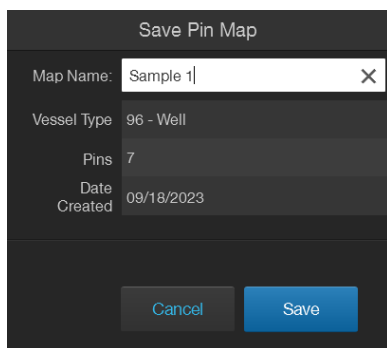 Save Pin Map
Map Name: Sample 1
Vessel Type 96 - Well
Pins 7
Date
Created 09/18/2023
Cancel Save